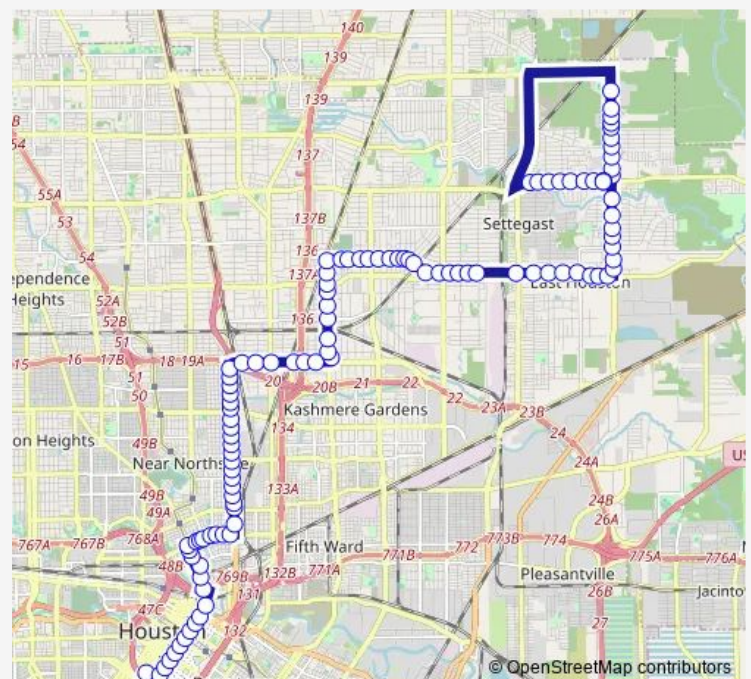 140
139
139
B
54
137
55A
53
137B
54
Settegast
136
137A
ependence
Heights
52A
East Houston
52B
136
51
15
16
17B
18
19A
51
20
20B
21
22
50
22
23A
23B
Kashmere Gardens
134
24
on Heights
49B
24A
Near Northside
US
49B
133A
24B
49A
26A
767A
767B
768A
Fifth Ward
773B
774
772
771B
775A
776A
48B
769B
132B
771A
Pleasantville
131
26B
Jacinto
47C
Houston
132
27
© OpenStreetMap contributors